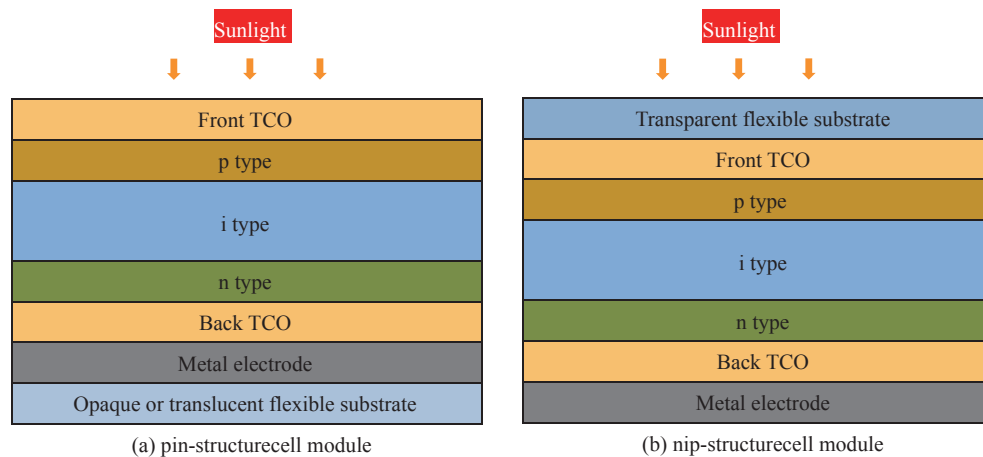 Sunlight
Front TCO
p type
i type
n type
Back TCO
Metal electrode
Opaque or translucent flexible substrate
(a) pin-structurecell module
Sunlight
Transparent flexible substrate
Front TCO
p type
i type
n type
Back TCO
Metal electrode
(b) nip-structurecell module